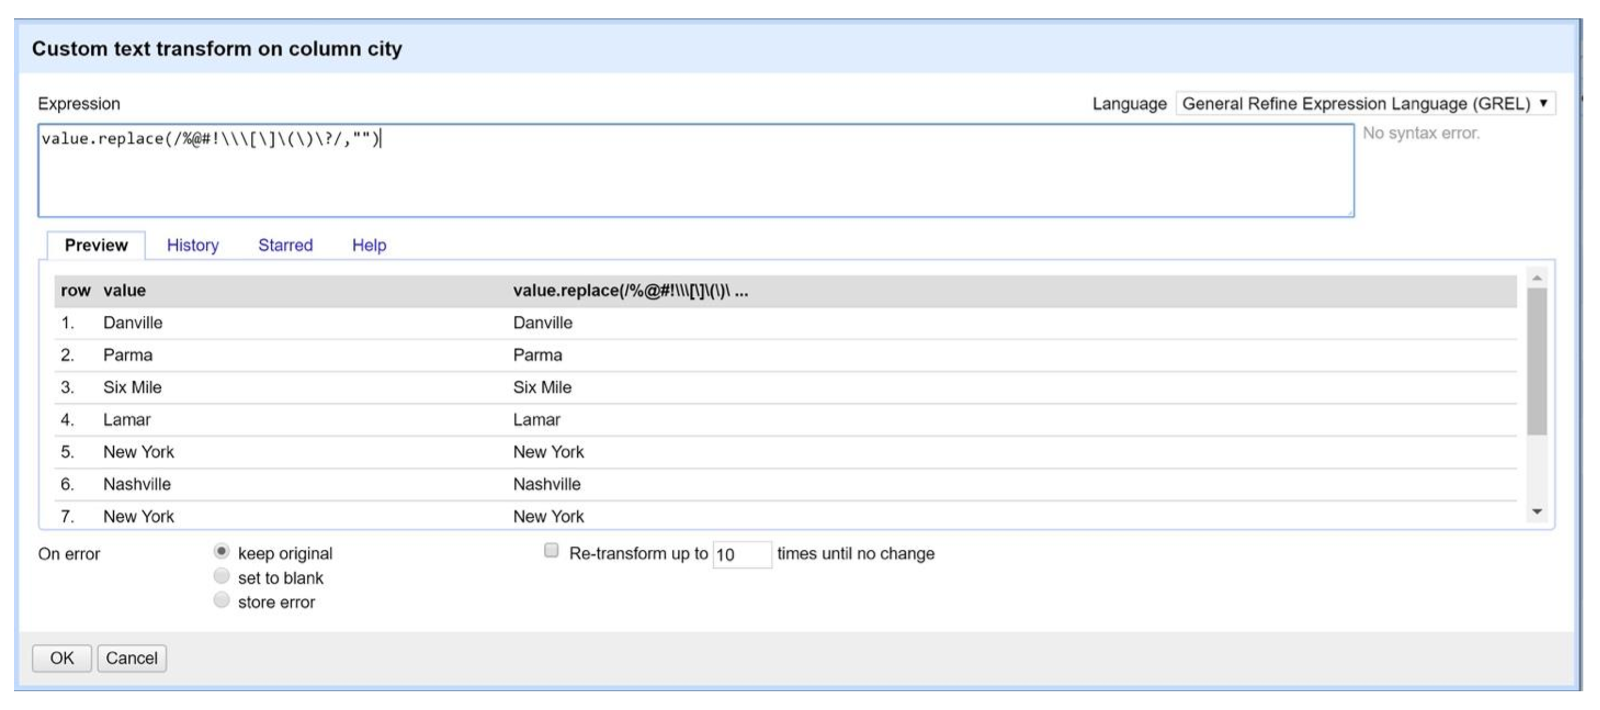 Custom text transform on column city
Expression
Language General Refine Expression Language (GREL) ▼
value.replace(/%@#!\\\[\]\(\)\?/,"")
No syntax error.
Preview History Starred Help
row value value.replace(/%@#!\\\[\]\(\)\ ...
1. Danville Danville
2. Parma Parma
3. Six Mile Six Mile
4. Lamar Lamar
5. New York New York
6. Nashville Nashville
7. New York New York
On error keep original Re-transform up to 10 times until no change
set to blank
store error
OK Cancel